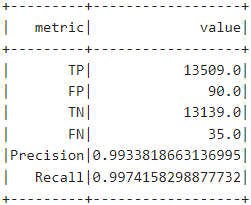 +---------+------------------+
|   metric|             value|
+---------+------------------+
|       TP|           13509.0|
|       FP|              90.0|
|       TN|           13139.0|
|       FN|              35.0|
|Precision|0.9933818663136995|
|   Recall|0.9974158298877732|
+---------+------------------+